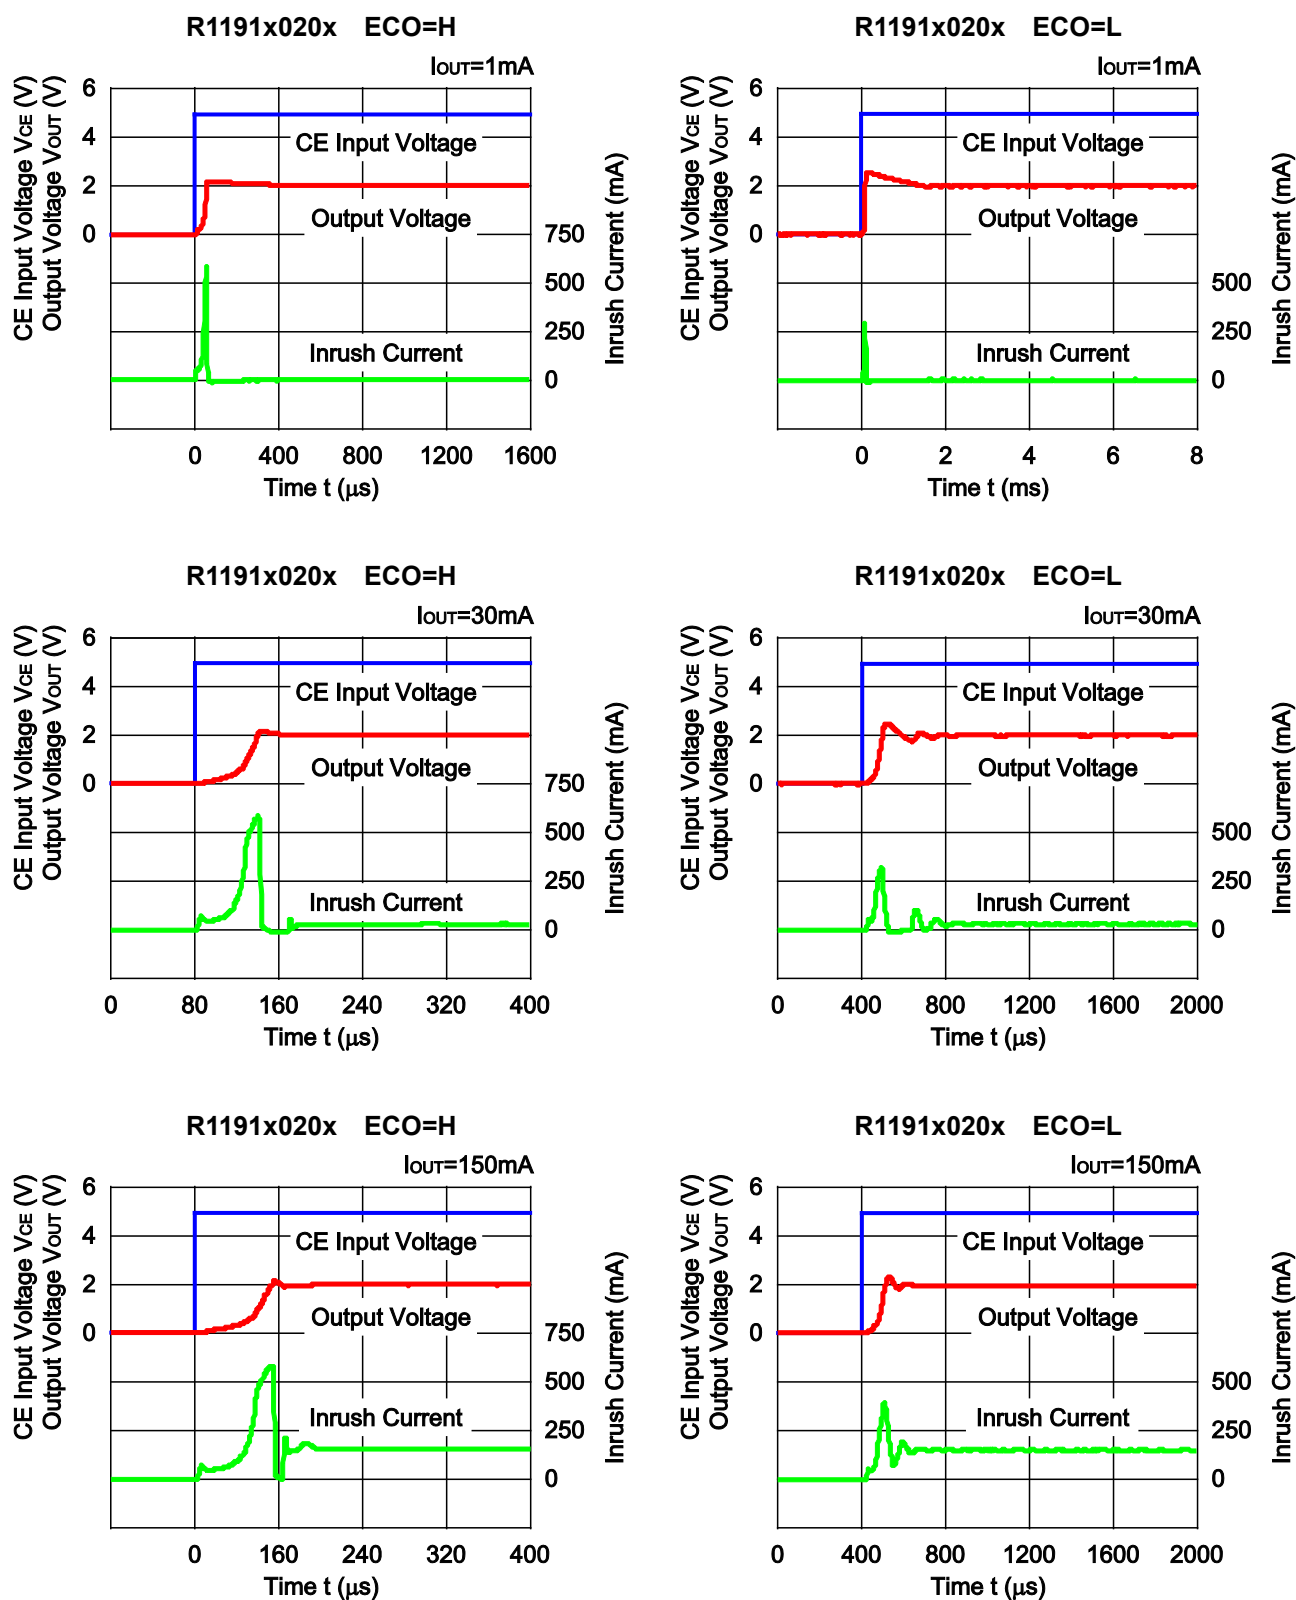 R1191x020x ECO=H
IOUT=1mA
CE Input Voltage VCE (V)
Output Voltage VOUT (V)
6
4
2
0
CE Input Voltage
Output Voltage
Inrush Current
750
500
250
0
Inrush Current (mA)
0 400 800 1200 1600
Time t (μs)
R1191x020x ECO=L
IOUT=1mA
CE Input Voltage VCE (V)
Output Voltage VOUT (V)
6
4
2
0
CE Input Voltage
Output Voltage
Inrush Current
500
250
0
Inrush Current (mA)
0 2 4 6 8
Time t (ms)
R1191x020x ECO=H
IOUT=30mA
CE Input Voltage VCE (V)
Output Voltage VOUT (V)
6
4
2
0
CE Input Voltage
Output Voltage
Inrush Current
750
500
250
0
Inrush Current (mA)
0 80 160 240 320 400
Time t (μs)
R1191x020x ECO=L
IOUT=30mA
CE Input Voltage VCE (V)
Output Voltage VOUT (V)
6
4
2
0
CE Input Voltage
Output Voltage
Inrush Current
500
250
0
Inrush Current (mA)
0 400 800 1200 1600 2000
Time t (μs)
R1191x020x ECO=H
IOUT=150mA
CE Input Voltage VCE (V)
Output Voltage VOUT (V)
6
4
2
0
CE Input Voltage
Output Voltage
Inrush Current
750
500
250
0
Inrush Current (mA)
0 160 240 320 400
Time t (μs)
R1191x020x ECO=L
IOUT=150mA
CE Input Voltage VCE (V)
Output Voltage VOUT (V)
6
4
2
0
CE Input Voltage
Output Voltage
Inrush Current
500
250
0
Inrush Current (mA)
0 400 800 1200 1600 2000
Time t (μs)